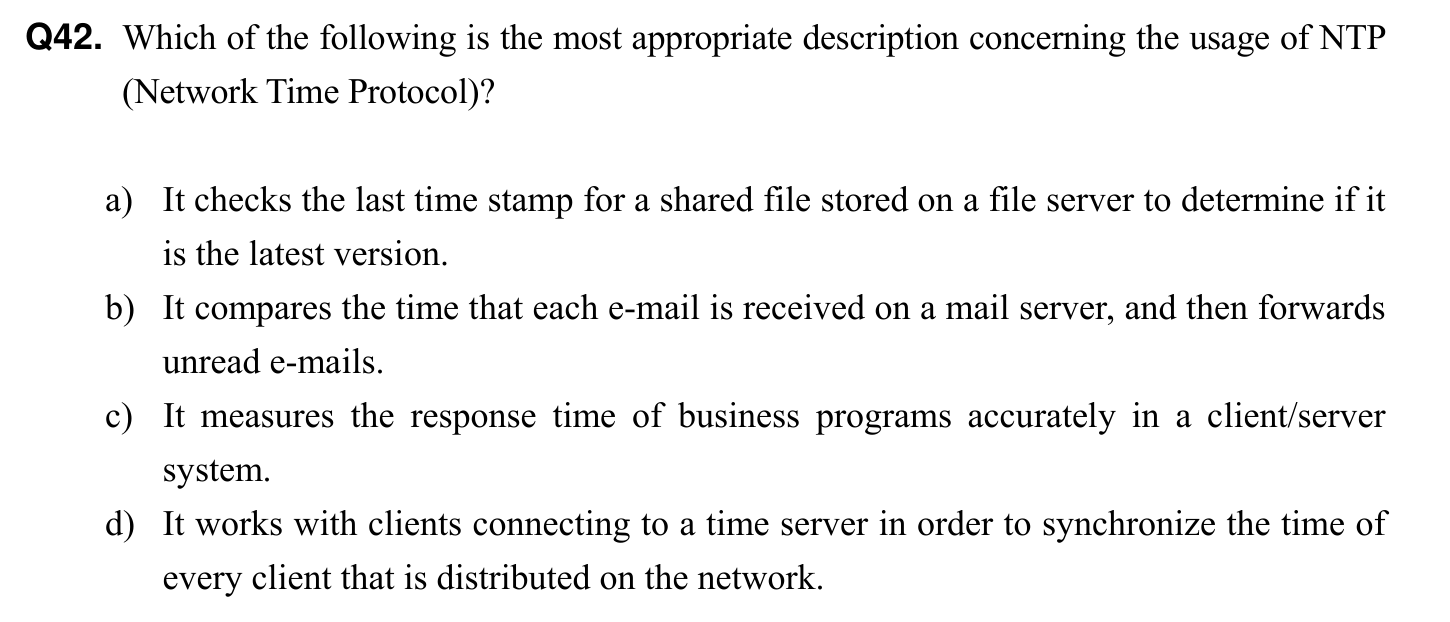 Q42. Which of the following is the most appropriate description concerning the usage of NTP
(Network Time Protocol)?
a) It checks the last time stamp for a shared file stored on a file server to determine if it
is the latest version.
b) It compares the time that each e-mail is received on a mail server, and then forwards
unread e-mails.
c) It measures the response time of business programs accurately in a client/server
system.
d) It works with clients connecting to a time server in order to synchronize the time of
every client that is distributed on the network.